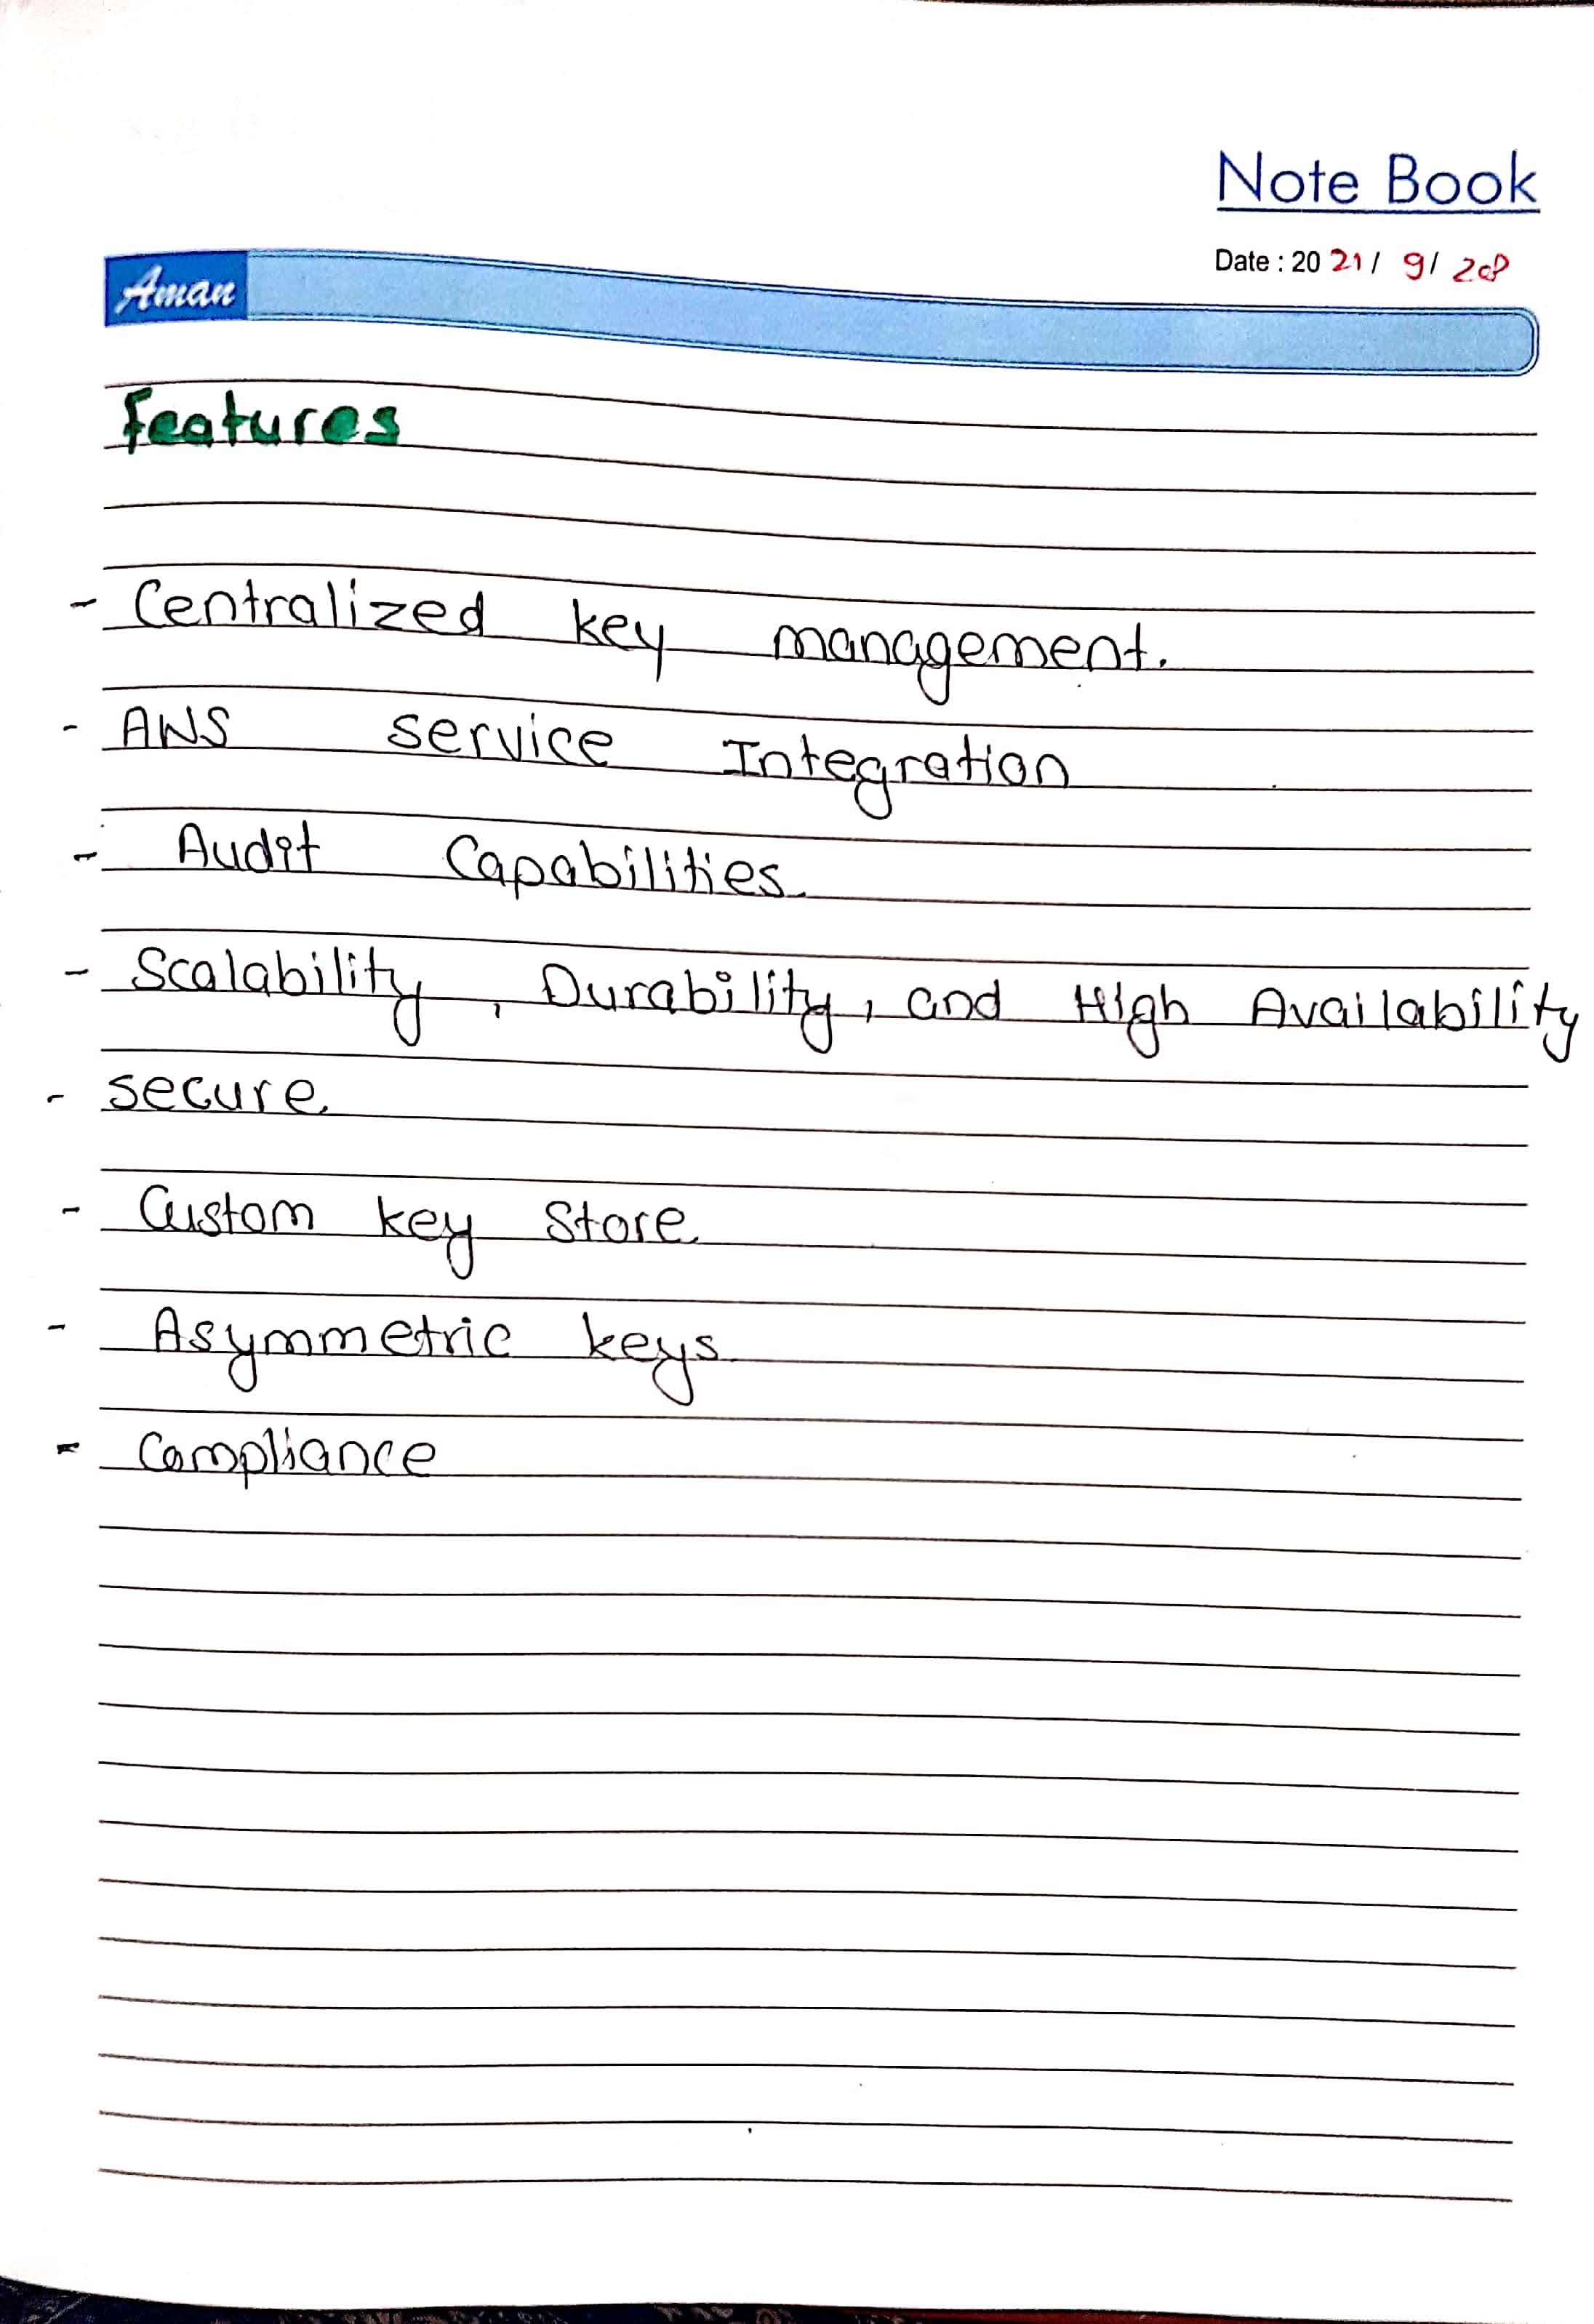 Note Book
Date : 2021/ 9/ 28
Aman
Features
- Centralized key management.
- AWS service Integration
- Audit Capabilities
- Scalability, Durability, and High Availability
- secure
- Custom key Store
- Asymmetric keys
- Compliance